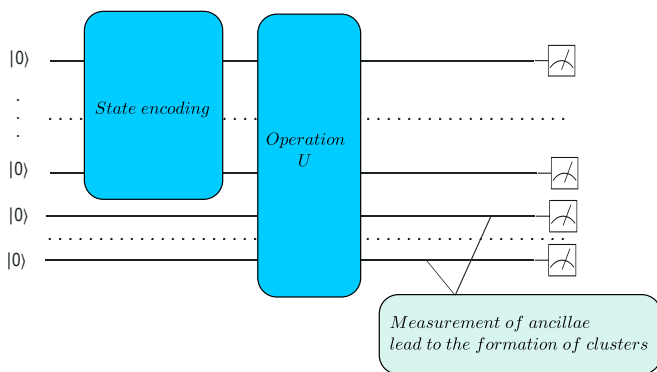 |0⟩
State encoding
Operation
U
|0⟩
|0⟩
|0⟩
Measurement of ancillae
lead to the formation of clusters